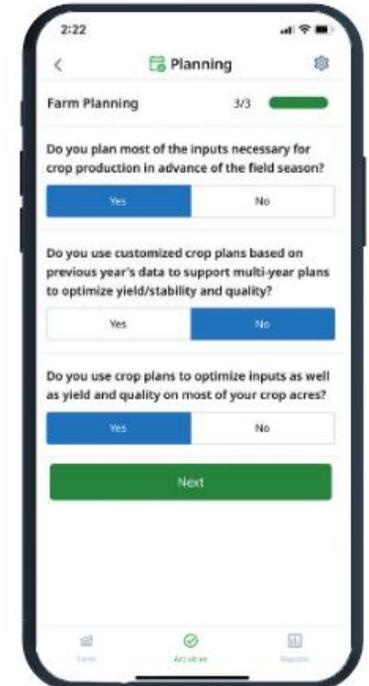 2:22
Planning
Farm Planning 3/3
Do you plan most of the inputs necessary for
crop production in advance of the field season?
Yes No
Do you use customized crop plans based on
previous year's data to support multi-year plans
to optimize yield/stability and quality?
Yes No
Do you use crop plans to optimize inputs as well
as yield and quality on most of your crop acres?
Yes No
Next
Farm Activities Reports